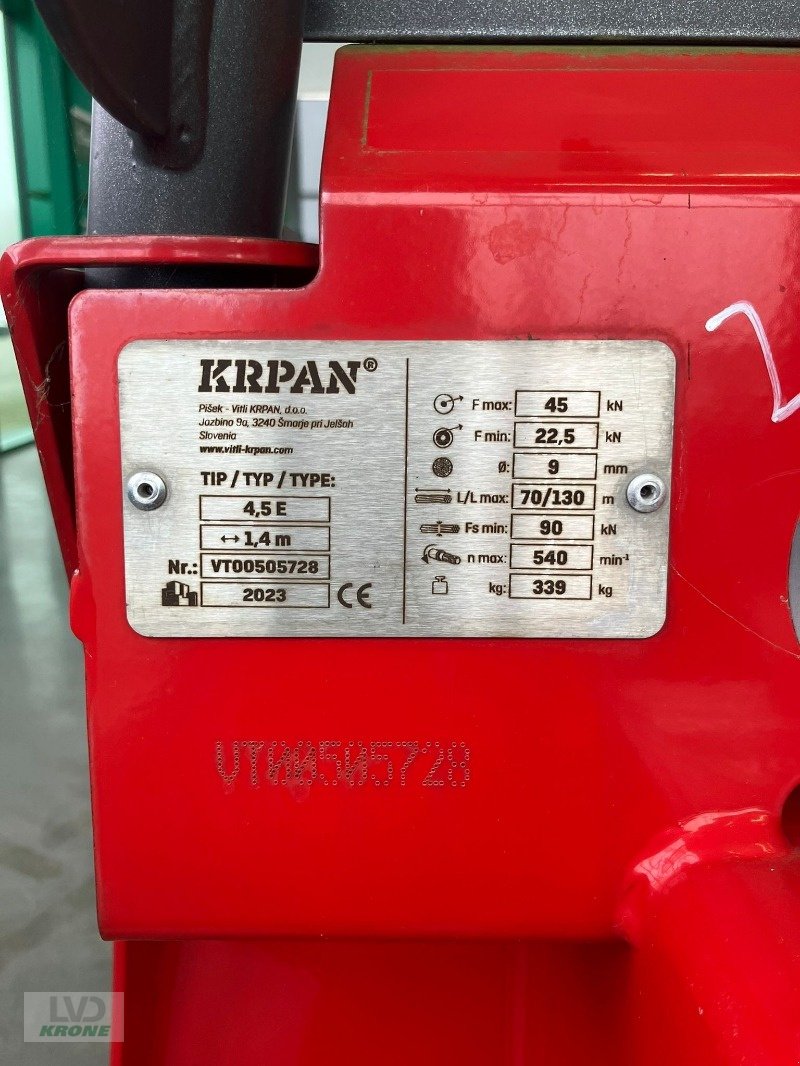 KRPAN®
Pišek - Vitli KRPAN, d.o.o.
Jazbina 9a, 3240 Šmarje pri Jelšah
Slovenia
www.vitli-krpan.com
TIP / TYP / TYPE:
4,5 E
↔ 1,4 m
Nr.: VT00505728
2023 CE
F max: 45 kN
F min: 22,5 kN
Ø: 9 mm
L/L max: 70/130 m
Fs min: 90 kN
n max: 540 min⁻¹
kg: 339 kg
VT00505728
LVD
KRONE